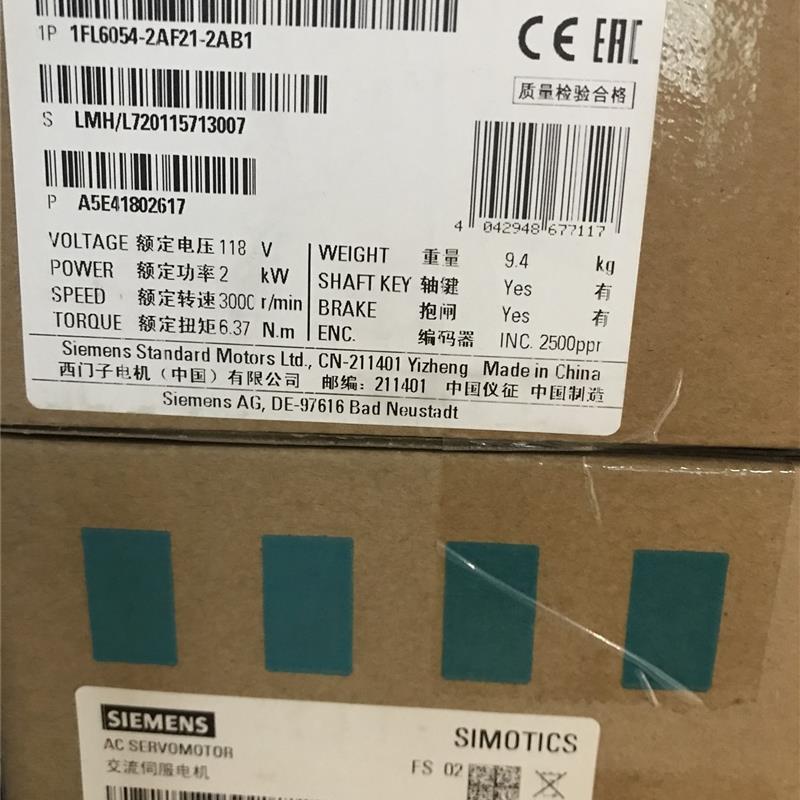 1P 1FL6054-2AF21-2AB1
CE EAC
质量检验合格
S LMH/L720115713007
P A5E41802617
4 042948 677117
VOLTAGE 额定电压 118 V
POWER 额定功率 2 kW
SPEED 额定转速 3000 r/min
TORQUE 额定扭矩 6.37 N.m
WEIGHT 重量 9.4 kg
SHAFT KEY 轴键 Yes 有
BRAKE 抱闸 Yes 有
ENC. 编码器 INC. 2500ppr
Siemens Standard Motors Ltd., CN-211401 Yizheng Made in China
西门子电机（中国）有限公司 邮编：211401 中国仪征 中国制造
Siemens AG, DE-97616 Bad Neustadt
SIEMENS
SIMOTICS
AC SERVOMOTOR
交流伺服电机
FS 02